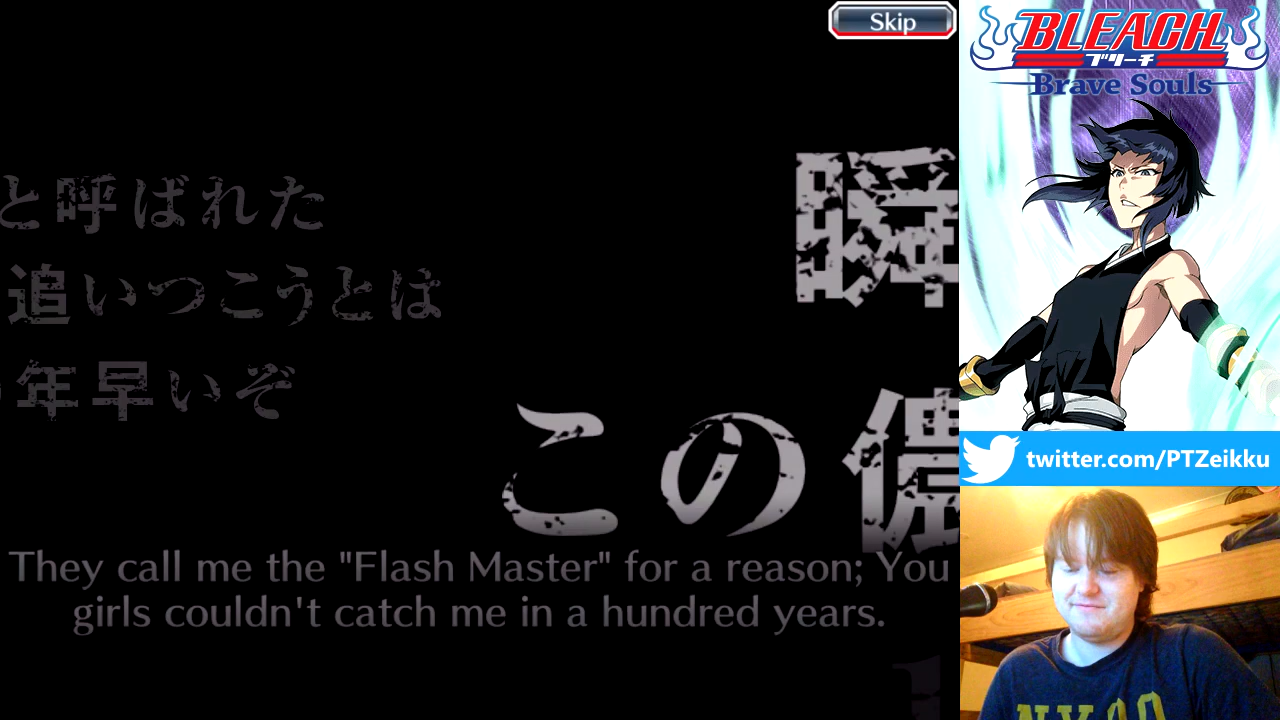 Skip
BLEACH
ブリーチ
Brave Souls
瞬
と呼ばれた
追いつこうとは
年早いぞ
この儂
They call me the "Flash Master" for a reason; You
girls couldn't catch me in a hundred years.
twitter.com/PTZeikku